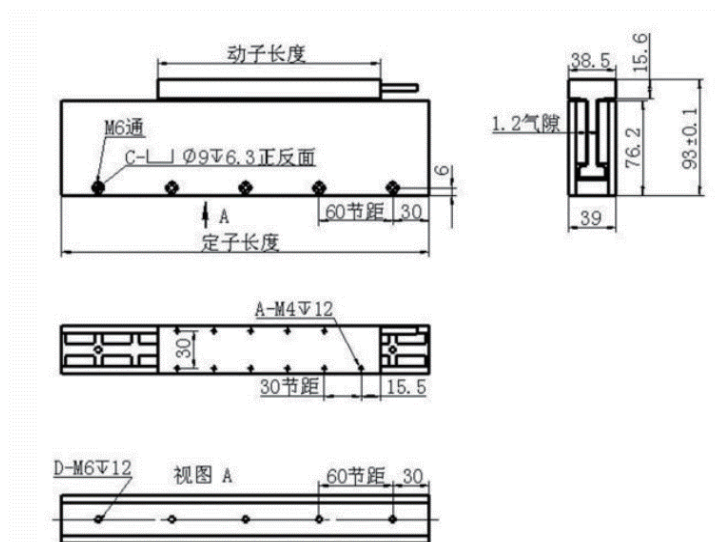 动子长度
38.5
15.6
M6通
C-⌴ Ø9↧6.3正反面
1.2气隙
76.2
93±0.1
6
A
60节距
30
定子长度
39
A-M4↧12
30
30节距
15.5
D-M6↧12
视图 A
60节距
30